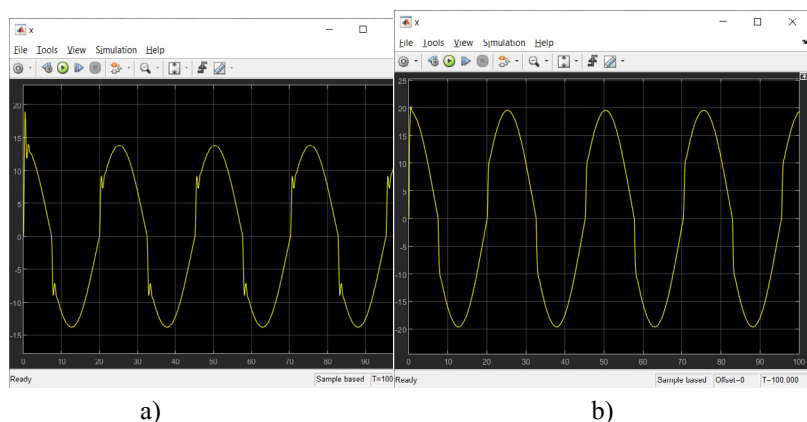 x
File Tools View Simulation Help
20
15
10
5
0
-5
-10
-15
0 10 20 30 40 50 60 70 80 90
Ready Sample based T=100
a)
x
File Tools View Simulation Help
25
20
15
10
5
0
-5
-10
-15
-20
0 10 20 30 40 50 60 70 80 90 100
Ready Sample based Offset=0 T=100.000
b)